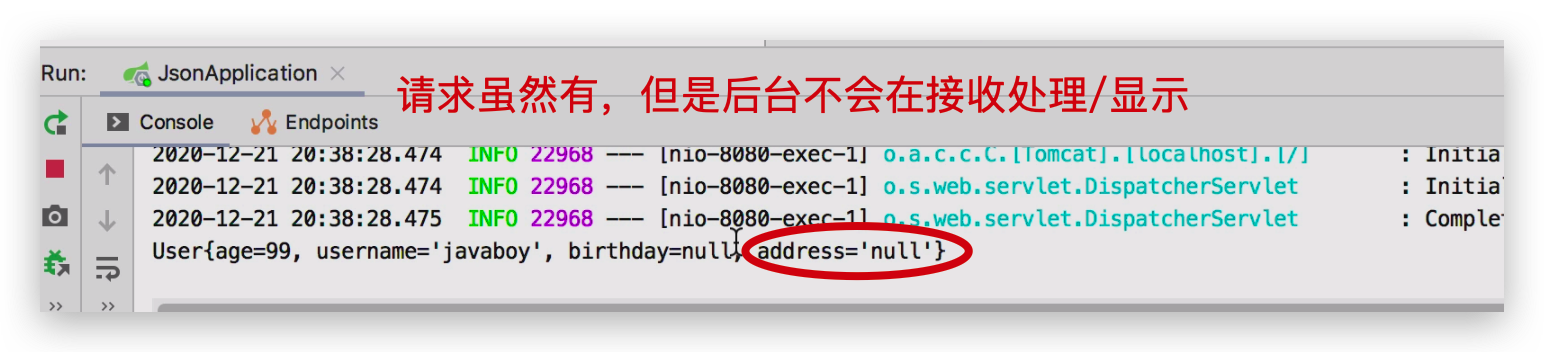 Run: JsonApplication
请求虽然有，但是后台不会在接收处理/显示
Console Endpoints
2020-12-21 20:38:28.474 INFO 22968 --- [nio-8080-exec-1] o.a.c.c.C.[Tomcat].[localhost].[/] : Initia
2020-12-21 20:38:28.474 INFO 22968 --- [nio-8080-exec-1] o.s.web.servlet.DispatcherServlet : Initia
2020-12-21 20:38:28.475 INFO 22968 --- [nio-8080-exec-1] o.s.web.servlet.DispatcherServlet : Complet
User{age=99, username='javaboy', birthday=null, address='null'}